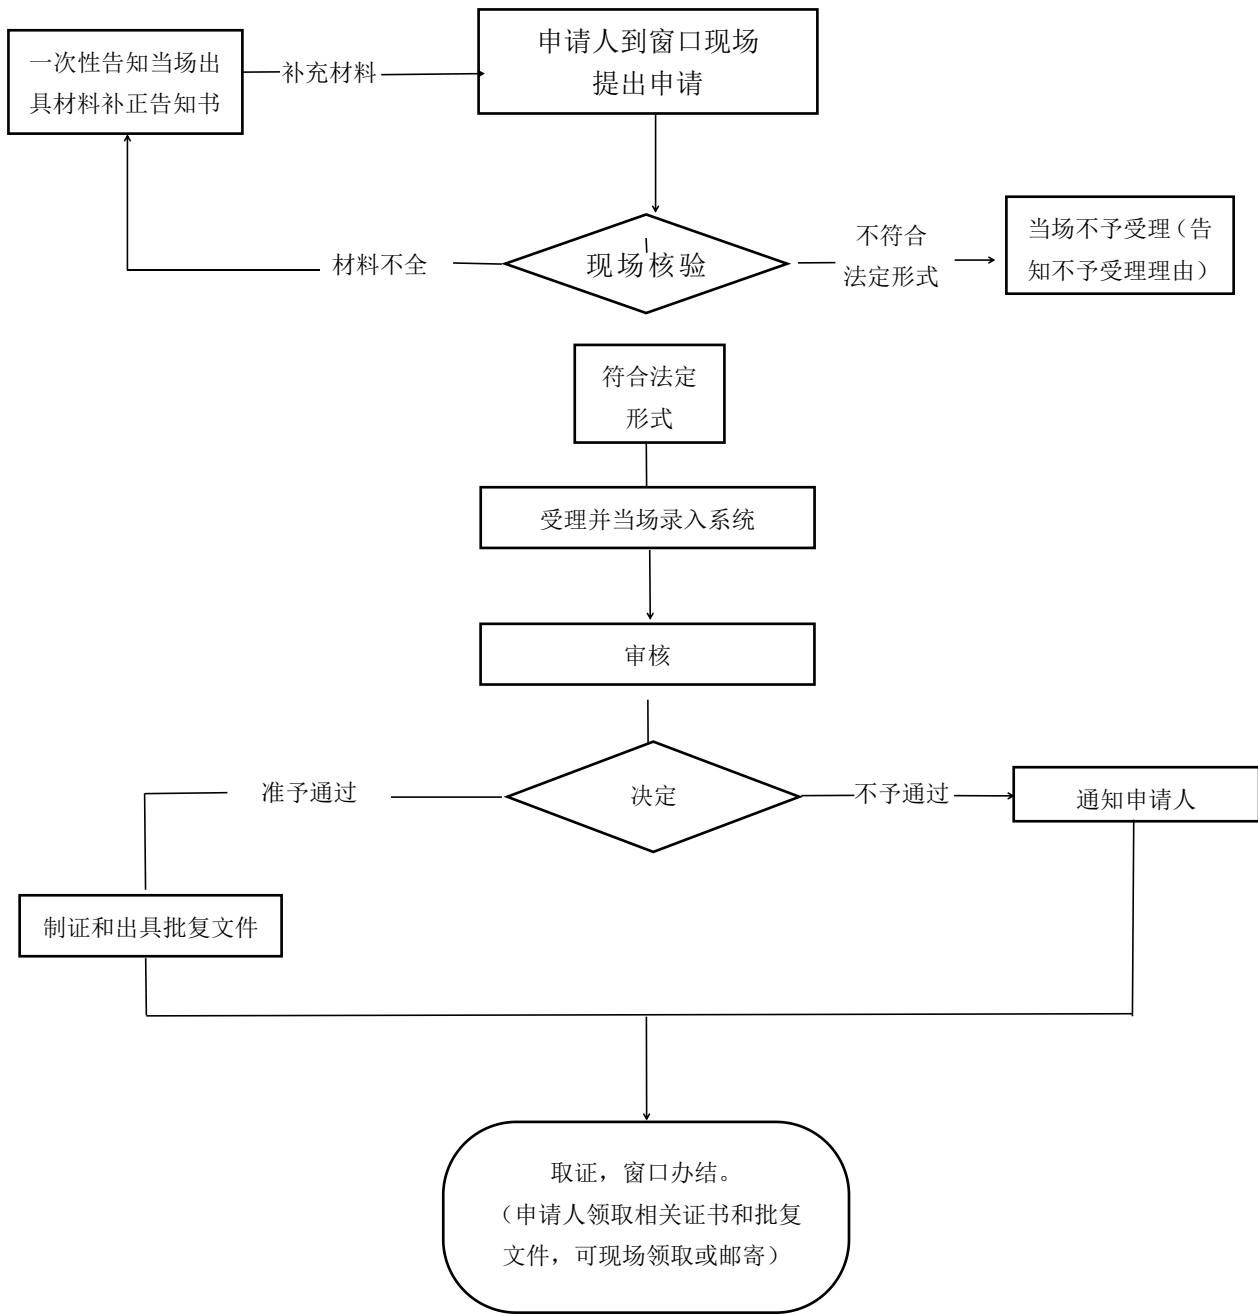 申请人到窗口现场
提出申请
一次性告知当场出
具材料补正告知书
补充材料
现场核验
材料不全
不符合
法定形式
当场不予受理（告
知不予受理理由）
符合法定
形式
受理并当场录入系统
审核
决定
准予通过
不予通过
通知申请人
制证和出具批复文件
取证，窗口办结。
（申请人领取相关证书和批复
文件，可现场领取或邮寄）